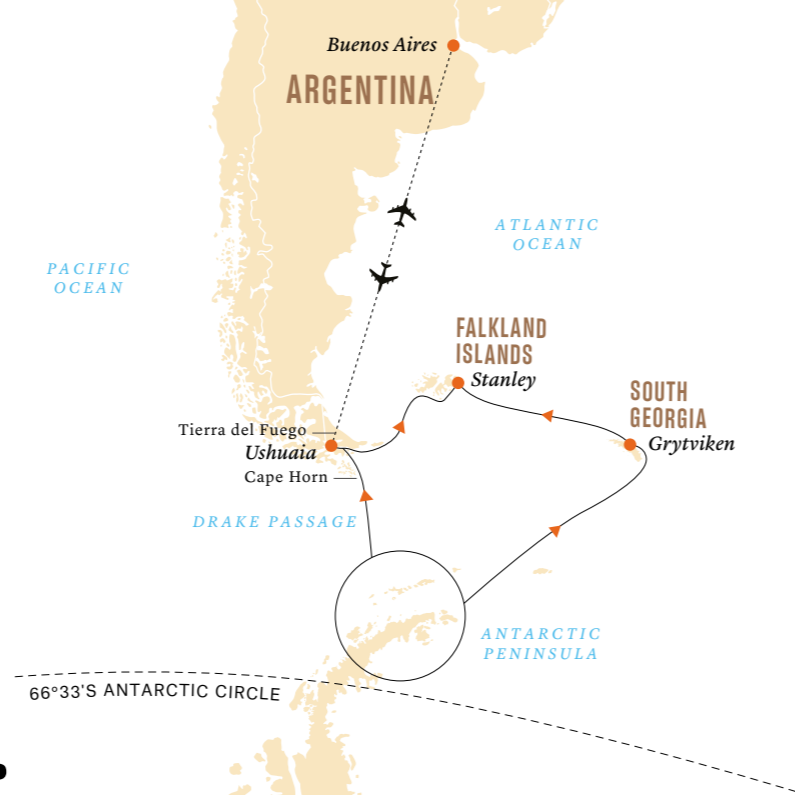 Buenos Aires
ARGENTINA
ATLANTIC
OCEAN
PACIFIC
OCEAN
FALKLAND
ISLANDS
Stanley
SOUTH
GEORGIA
Grytviken
Tierra del Fuego
Ushuaia
Cape Horn
DRAKE PASSAGE
ANTARCTIC
PENINSULA
66°33'S ANTARCTIC CIRCLE